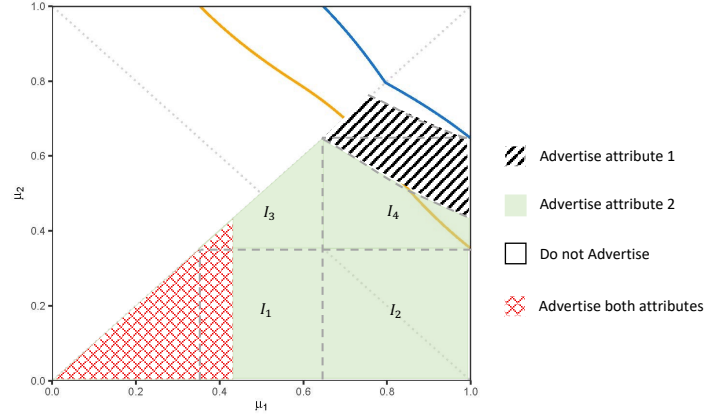 1.0
0.8
0.6
0.4
0.2
0.0
μ2
0.0 0.2 0.4 0.6 0.8 1.0
μ1
I3
I4
I1
I2
Advertise attribute 1
Advertise attribute 2
Do not Advertise
Advertise both attributes